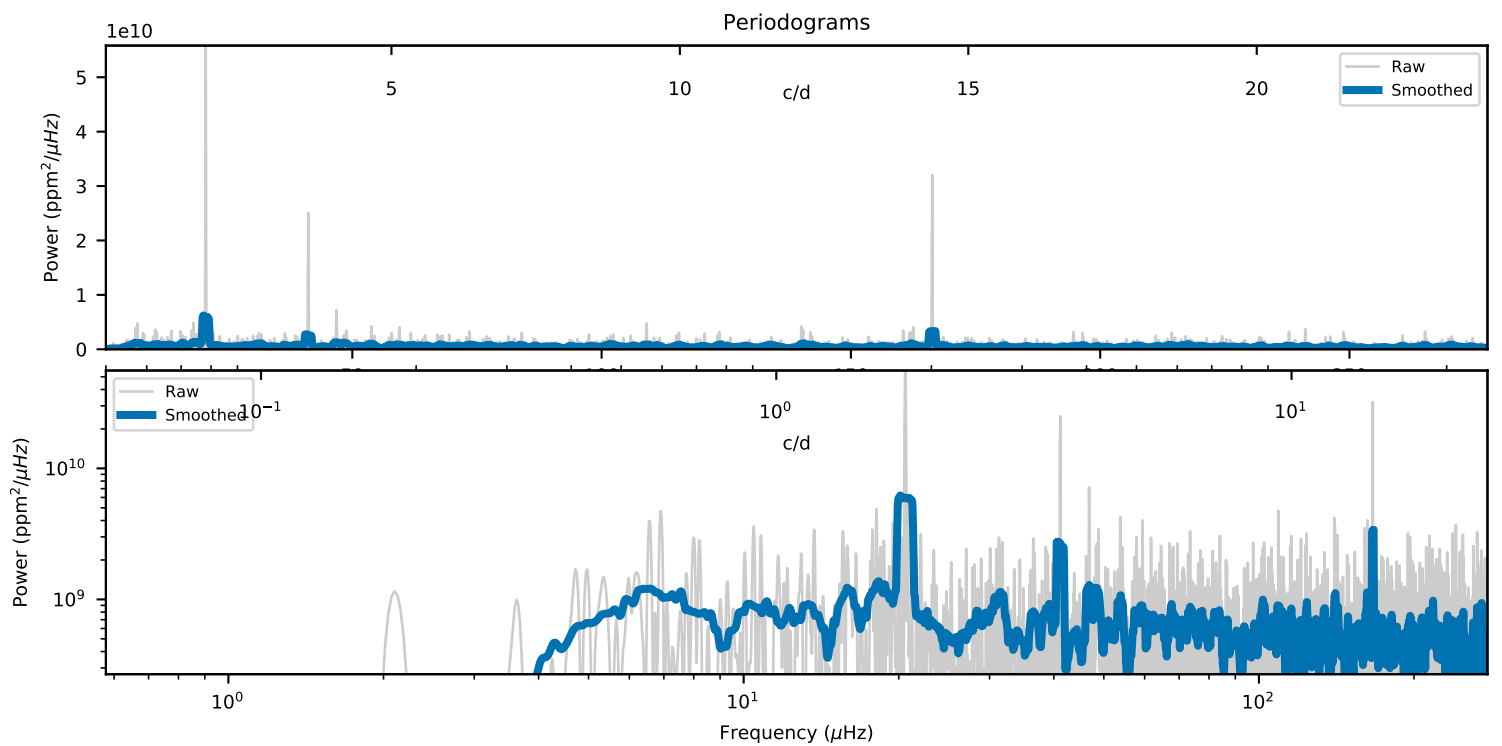 Periodograms
1e10
5 10 15 20
c/d
Raw
Smoothed
Power (ppm²/μHz)
5
4
3
2
1
0
Raw
Smoothed
10⁻¹ 10⁰ 10¹
c/d
Power (ppm²/μHz)
10¹⁰
10⁹
10⁰ 10¹ 10²
Frequency (μHz)